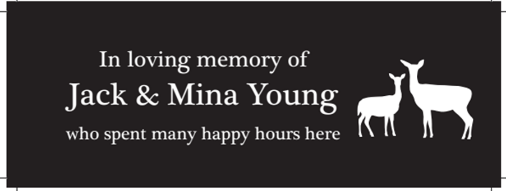 In loving memory of
Jack & Mina Young
who spent many happy hours here